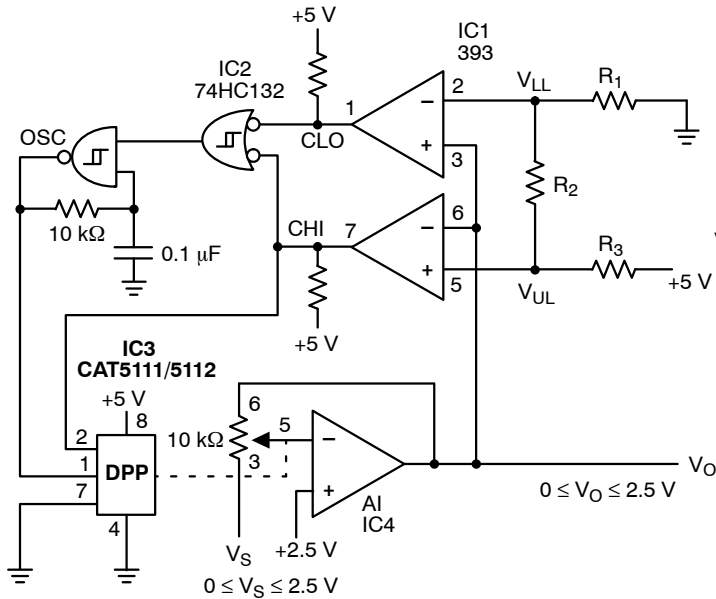 +5 V
IC1
393
IC2
74HC132
2
V_LL
R_1
1
–
OSC
CLO
+
3
R_2
10 kΩ
0.1 μF
CHI
7
6
–
R_3
+
5
+5 V
V_UL
+5 V
IC3
CAT5111/5112
+5 V
8
6
2
10 kΩ
5
–
1
DPP
3
V_O
7
+
AI
IC4
0 ≤ V_O ≤ 2.5 V
4
V_S
+2.5 V
0 ≤ V_S ≤ 2.5 V